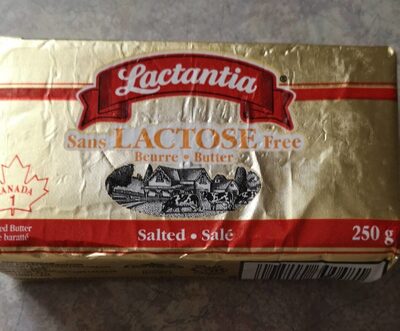 Lactantia®
Sans LACTOSE Free
Beurre • Butter
CANADA
1
ed Butter
baratté
Salted • Salé
250 g